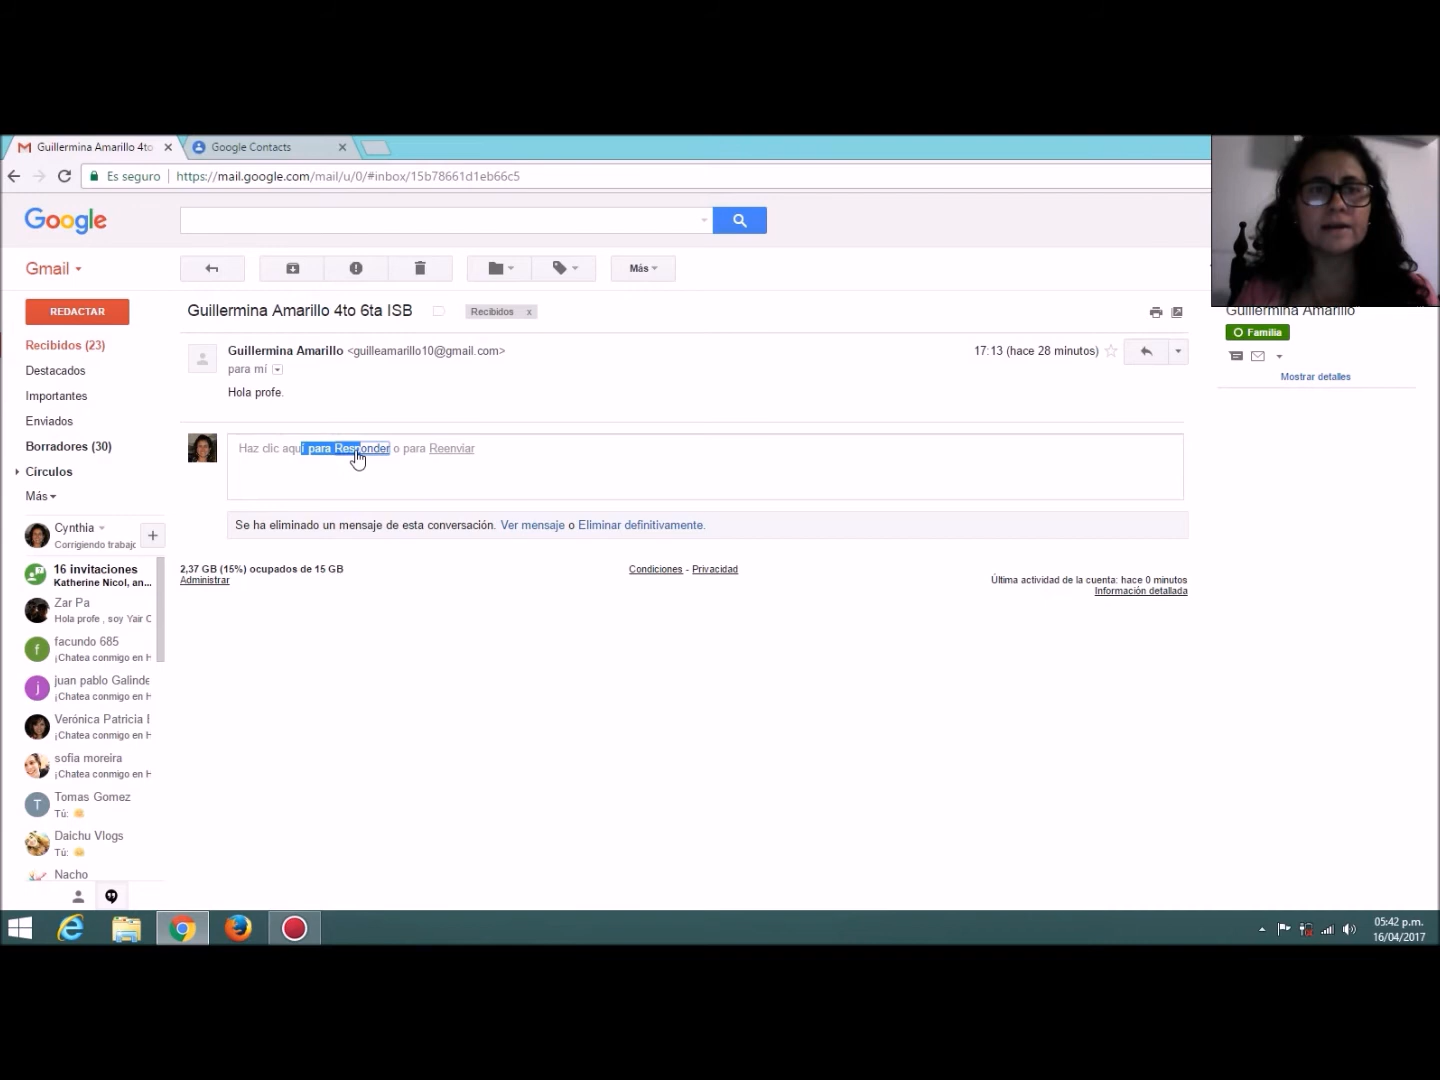 Guillermina Amarillo 4to
Google Contacts
Es seguro
https://mail.google.com/mail/u/0/#inbox/15b78661d1eb66c5
Google
Gmail
Más
REDACTAR
Guillermina Amarillo 4to 6ta ISB
Recibidos x
Guillermina Amarillo
Familia
Recibidos (23)
Guillermina Amarillo <guilleamarillo10@gmail.com>
17:13 (hace 28 minutos)
para mí
Mostrar detalles
Destacados
Importantes
Hola profe.
Enviados
Borradores (30)
Haz clic aquí para Responder o para Reenviar
Círculos
Más
Cynthia
Corrigiendo trabajo
Se ha eliminado un mensaje de esta conversación. Ver mensaje o Eliminar definitivamente.
16 invitaciones
Katherine Nicol, an...
2,37 GB (15%) ocupados de 15 GB
Administrar
Condiciones - Privacidad
Última actividad de la cuenta: hace 0 minutos
Información detallada
Zar Pa
Hola profe , soy Yair C
facundo 685
¡Chatea conmigo en H
j
juan pablo Galinde
¡Chatea conmigo en H
Verónica Patricia
¡Chatea conmigo en H
sofia moreira
¡Chatea conmigo en H
T
Tomas Gomez
Tú:
Daichu Vlogs
Tú:
Nacho
05:42 p.m.
16/04/2017